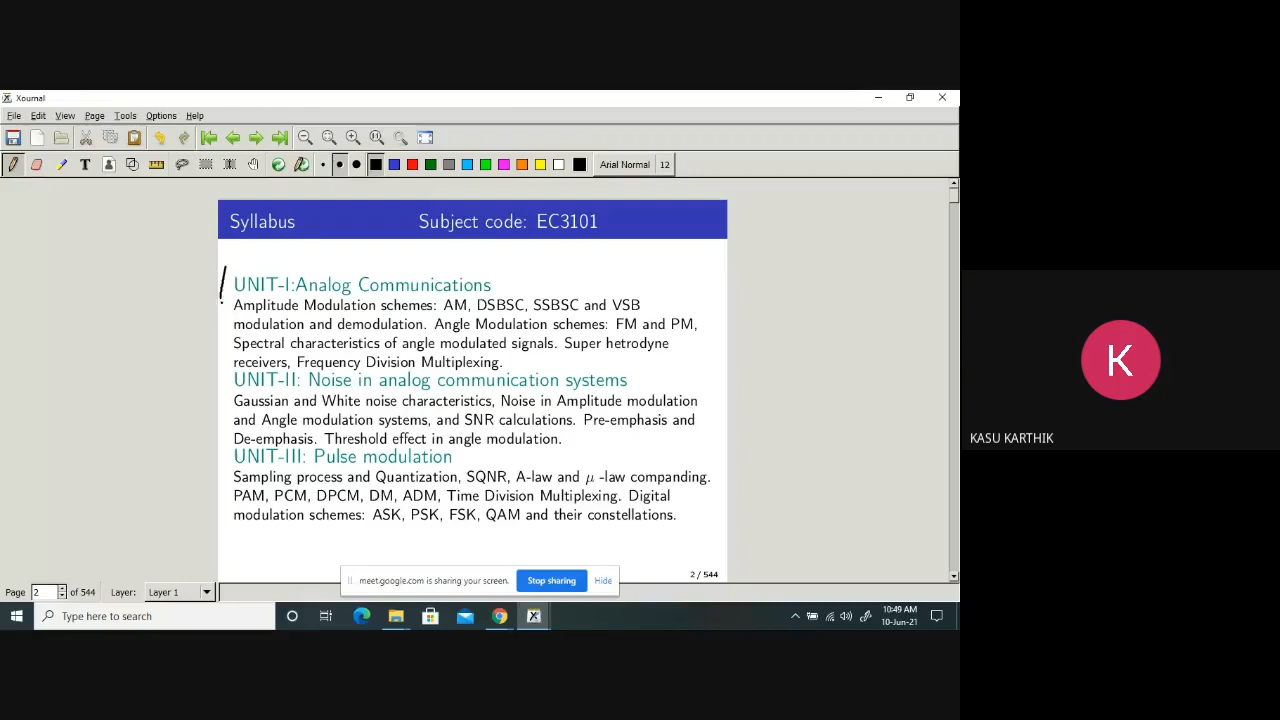 Xournal
File Edit View Page Tools Options Help
T Arial Normal 12
Syllabus Subject code: EC3101
UNIT-I:Analog Communications
Amplitude Modulation schemes: AM, DSBSC, SSBSC and VSB
modulation and demodulation. Angle Modulation schemes: FM and PM,
Spectral characteristics of angle modulated signals. Super hetrodyne
receivers, Frequency Division Multiplexing.
UNIT-II: Noise in analog communication systems
Gaussian and White noise characteristics, Noise in Amplitude modulation
and Angle modulation systems, and SNR calculations. Pre-emphasis and
De-emphasis. Threshold effect in angle modulation.
UNIT-III: Pulse modulation
Sampling process and Quantization, SQNR, A-law and μ -law companding.
PAM, PCM, DPCM, DM, ADM, Time Division Multiplexing. Digital
modulation schemes: ASK, PSK, FSK, QAM and their constellations.
2 / 544
meet.google.com is sharing your screen. Stop sharing Hide
Page 2 of 544 Layer: Layer 1
Type here to search
10:49 AM
10-Jun-21
K
KASU KARTHIK